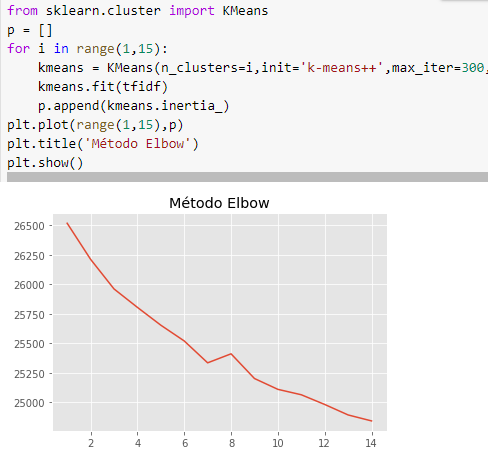 from sklearn.cluster import KMeans
p = []
for i in range(1,15):
    kmeans = KMeans(n_clusters=i,init='k-means++',max_iter=300,
    kmeans.fit(tfidf)
    p.append(kmeans.inertia_)
plt.plot(range(1,15),p)
plt.title('Método Elbow')
plt.show()
Método Elbow
26500
26250
26000
25750
25500
25250
25000
2 4 6 8 10 12 14